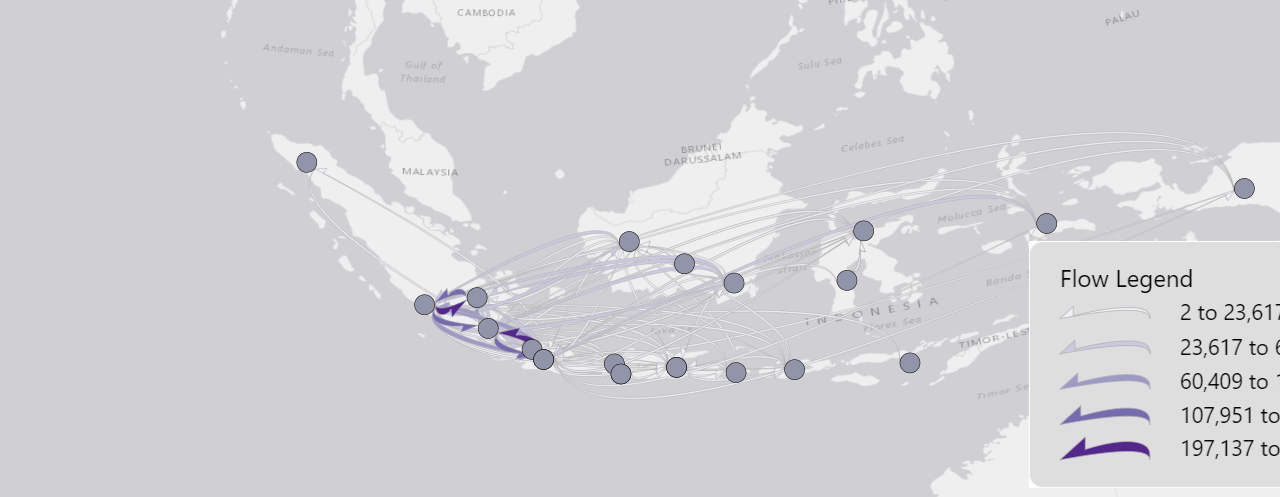 CAMBODIA
PALAU
Andaman Sea
Gulf of
Thailand
Sulu Sea
BRUNEI
DARUSSALAM
Celebes Sea
MALAYSIA
Molucca Sea
Banda
INDONESIA
Flores Sea
TIMOR-LES
Timor Se
Flow Legend
2 to 23,617
23,617 to 6
60,409 to 1
107,951 to
197,137 to